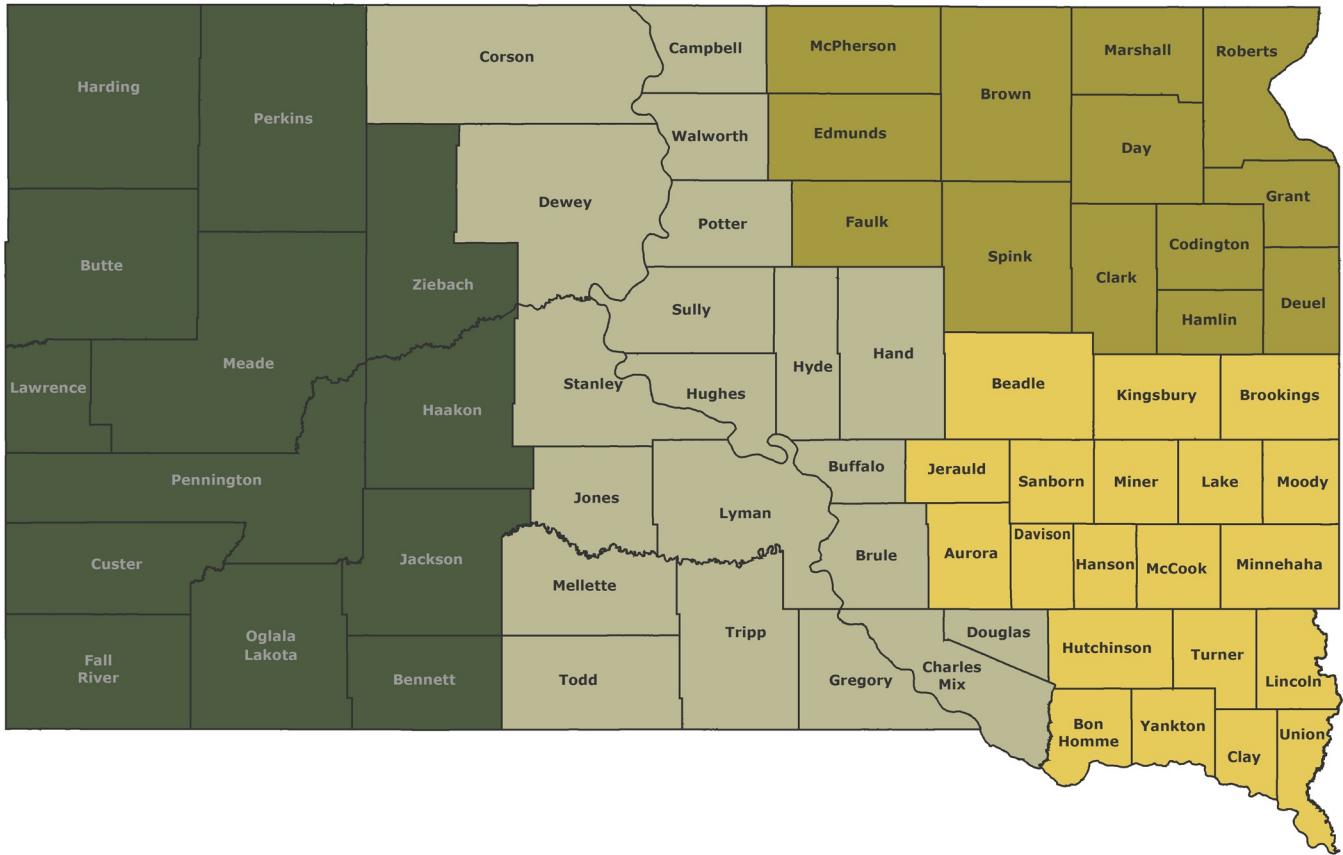 Harding
Perkins
Corson
Campbell
McPherson
Brown
Marshall
Roberts
Walworth
Edmunds
Day
Dewey
Potter
Faulk
Spink
Grant
Codington
Clark
Hamlin
Deuel
Butte
Ziebach
Sully
Meade
Lawrence
Haakon
Stanley
Hughes
Hyde
Hand
Beadle
Kingsbury
Brookings
Pennington
Jones
Lyman
Buffalo
Jerauld
Sanborn
Miner
Lake
Moody
Custer
Jackson
Mellette
Brule
Aurora
Davison
Hanson
McCook
Minnehaha
Fall
River
Oglala
Lakota
Bennett
Todd
Tripp
Gregory
Douglas
Charles
Mix
Hutchinson
Turner
Lincoln
Bon
Homme
Yankton
Clay
Union